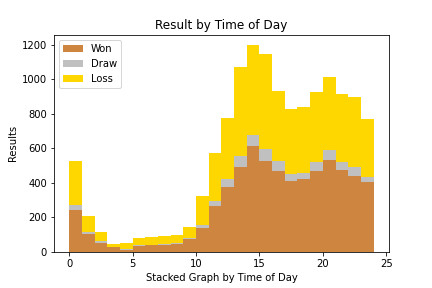 Result by Time of Day
Won
Draw
Loss
1200
1000
800
600
400
200
0
Results
0 5 10 15 20 25
Stacked Graph by Time of Day